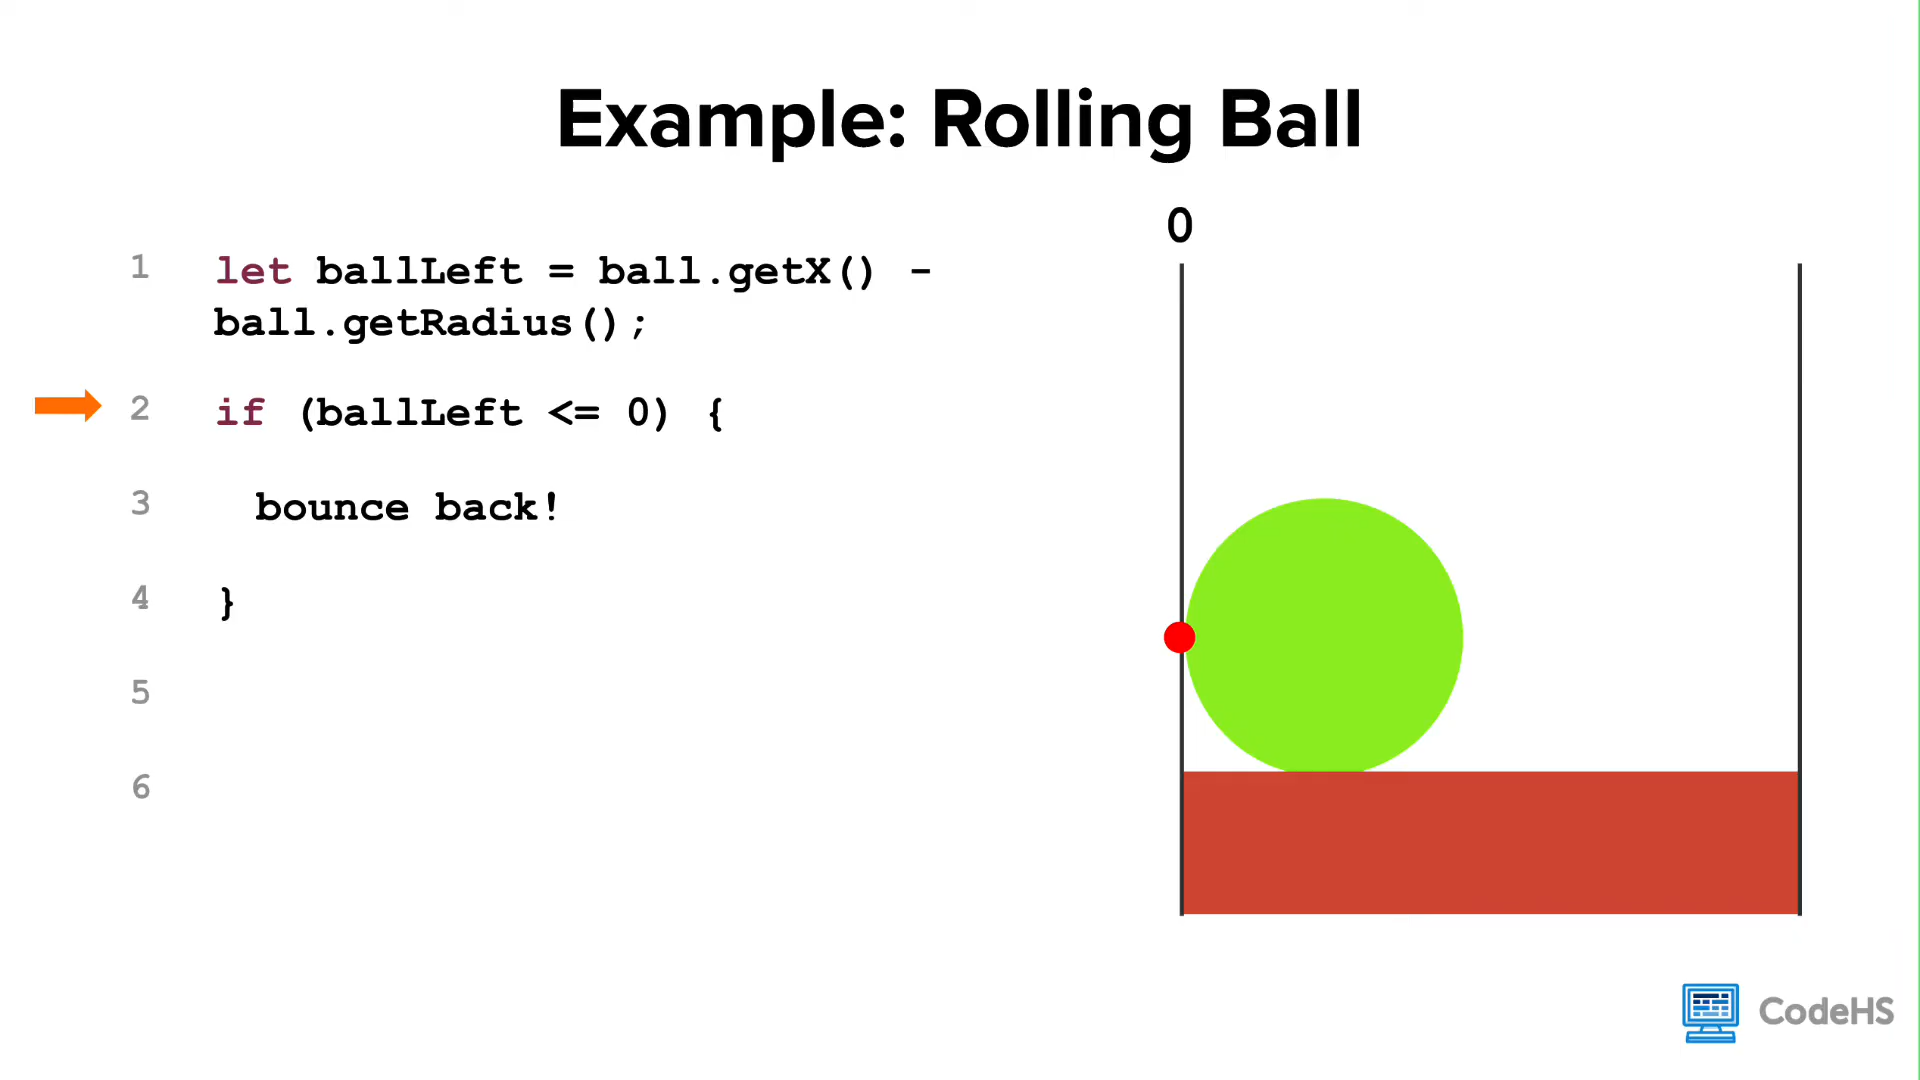 Example: Rolling Ball
0
1 let ballLeft = ball.getX() -
ball.getRadius();
2 if (ballLeft <= 0) {
3 bounce back!
4 }
5
6
CodeHS